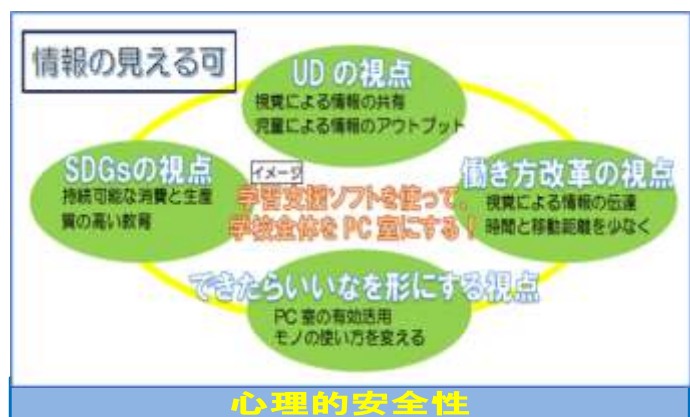 情報の見える可
UDの視点
視覚による情報の共有
児童による情報のアウトプット
SDGsの視点
持続可能な消費と生産
質の高い教育
イメージ
学習支援ソフトを使って、
学校全体をPC室にする!
働き方改革の視点
視覚による情報の伝達
時間と移動距離を少なく
できたらいいなを形にする視点
PC室の有効活用
モノの使い方を変える
心理的安全性